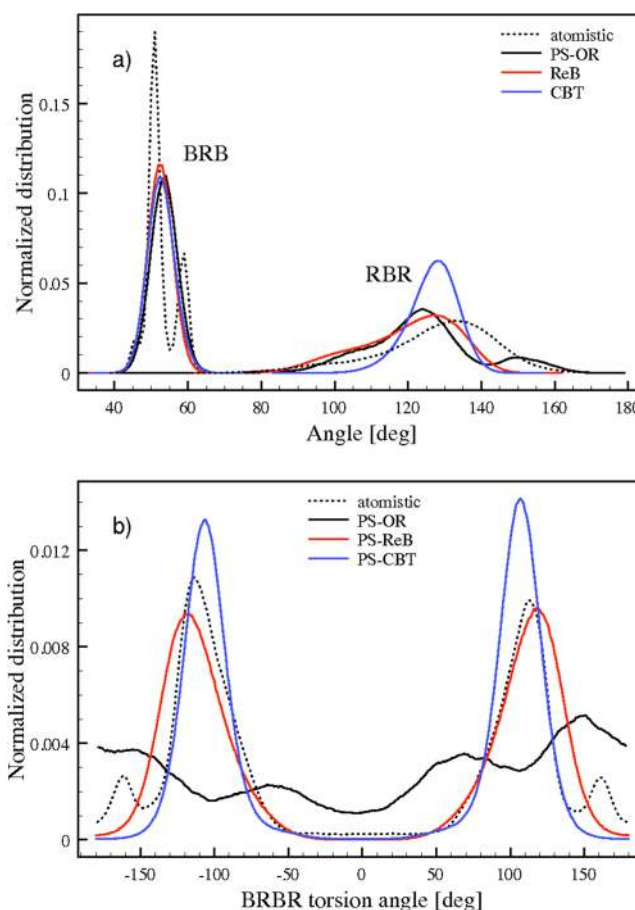 a)
atomistic
PS-OR
ReB
CBT
BRB
RBR
Normalized distribution
0.15
0.1
0.05
0
40 60 80 100 120 140 160 180
Angle [deg]
b)
atomistic
PS-OR
PS-ReB
PS-CBT
Normalized distribution
0.012
0.008
0.004
0
-150 -100 -50 0 50 100 150
BRBR torsion angle [deg]